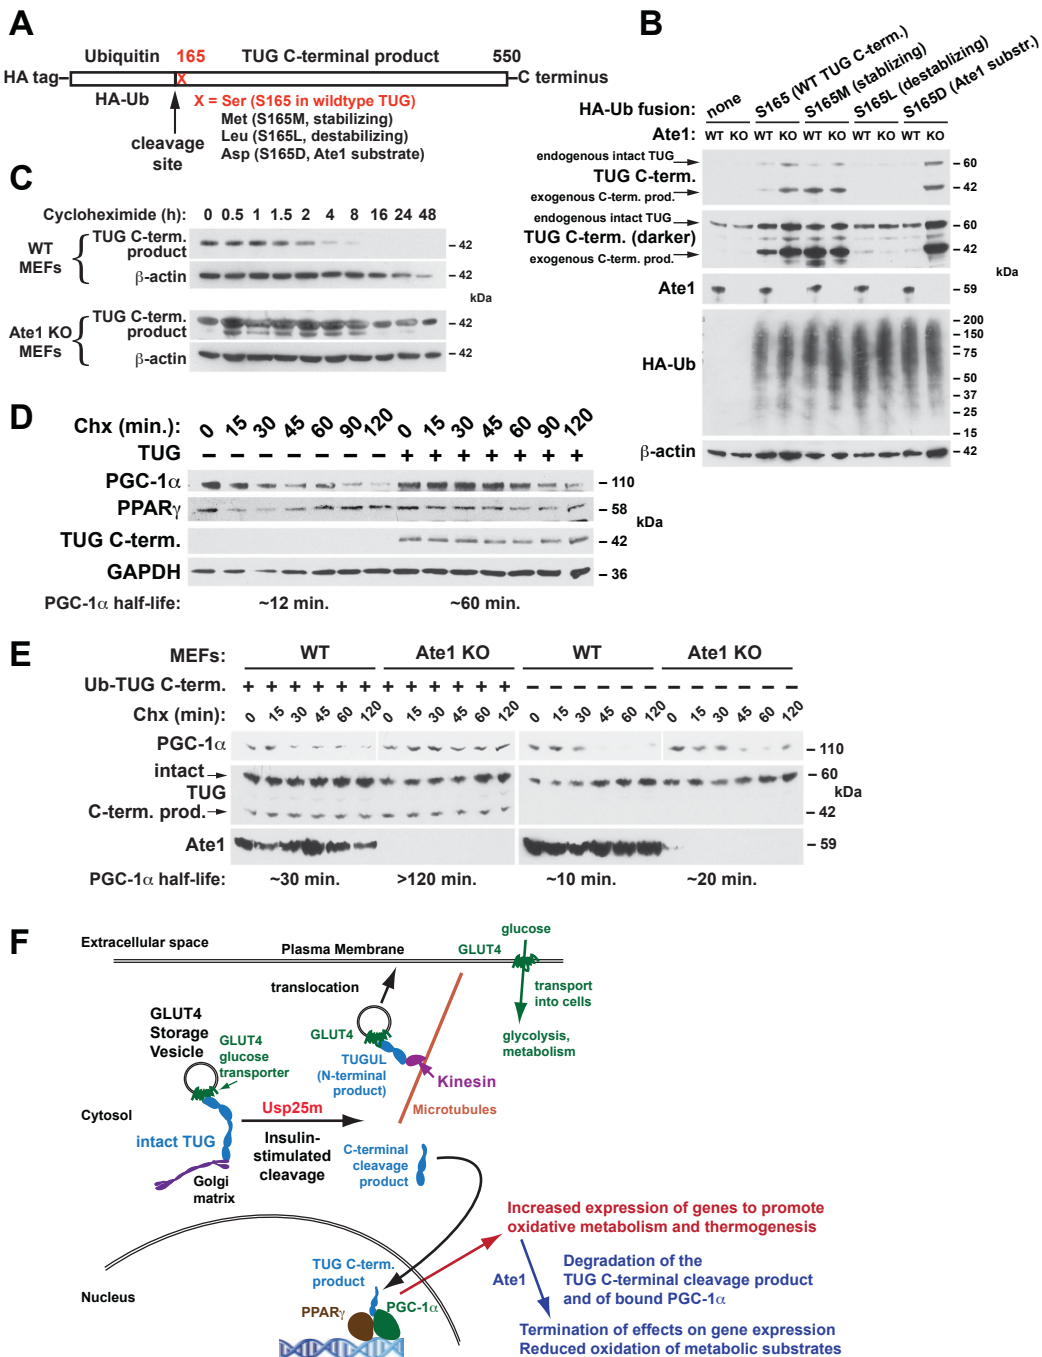 A
Ubiquitin 165 TUG C-terminal product 550
HA tag X C terminus
HA-Ub
cleavage
site
X = Ser (S165 in wildtype TUG)
Met (S165M, stabilizing)
Leu (S165L, destabilizing)
Asp (S165D, Ate1 substrate)
B
HA-Ub fusion: none S165 (WT TUG C-term.) S165M (stablizing) S165L (destablizing) S165D (Ate1 substr.)
Ate1: WT KO WT KO WT KO WT KO WT KO
endogenous intact TUG – 60
TUG C-term.
exogenous C-term. prod. – 42
endogenous intact TUG – 60
TUG C-term. (darker)
exogenous C-term. prod. – 42
kDa
Ate1 – 59
HA-Ub
– 200
– 150
– 75
– 50
– 37
– 25
– 15
β-actin – 42
C
Cycloheximide (h): 0 0.5 1 1.5 2 4 8 16 24 48
WT
MEFs
TUG C-term.
product – 42
β-actin – 42
kDa
Ate1 KO
MEFs
TUG C-term.
product – 42
β-actin – 42
D
Chx (min.): 0 15 30 45 60 90 120 0 15 30 45 60 90 120
TUG – – – – – – – + + + + + + +
PGC-1α – 110
PPARγ – 58
kDa
TUG C-term. – 42
GAPDH – 36
PGC-1α half-life: ~12 min. ~60 min.
E
MEFs: WT Ate1 KO WT Ate1 KO
Ub-TUG C-term. + + + + + + + + + + + + – – – – – – – – – – – –
Chx (min): 0 15 30 45 60 120 0 15 30 45 60 120 0 15 30 45 60 120 0 15 30 45 60 120
PGC-1α – 110
intact – 60
TUG kDa
C-term. prod. – 42
Ate1 – 59
PGC-1α half-life: ~30 min. >120 min. ~10 min. ~20 min.
F
Extracellular space
Plasma Membrane
GLUT4
glucose
transport
into cells
glycolysis,
metabolism
translocation
GLUT4
Storage
Vesicle
GLUT4
glucose
transporter
GLUT4
TUGUL
(N-terminal
product)
Kinesin
Microtubules
Cytosol
intact TUG
Golgi
matrix
Usp25m
Insulin-
stimulated
cleavage
C-terminal
cleavage
product
Increased expression of genes to promote
oxidative metabolism and thermogenesis
Ate1
Degradation of the
TUG C-terminal cleavage product
and of bound PGC-1α
Termination of effects on gene expression
Reduced oxidation of metabolic substrates
Nucleus
TUG C-term.
product
PPARγ
PGC-1α